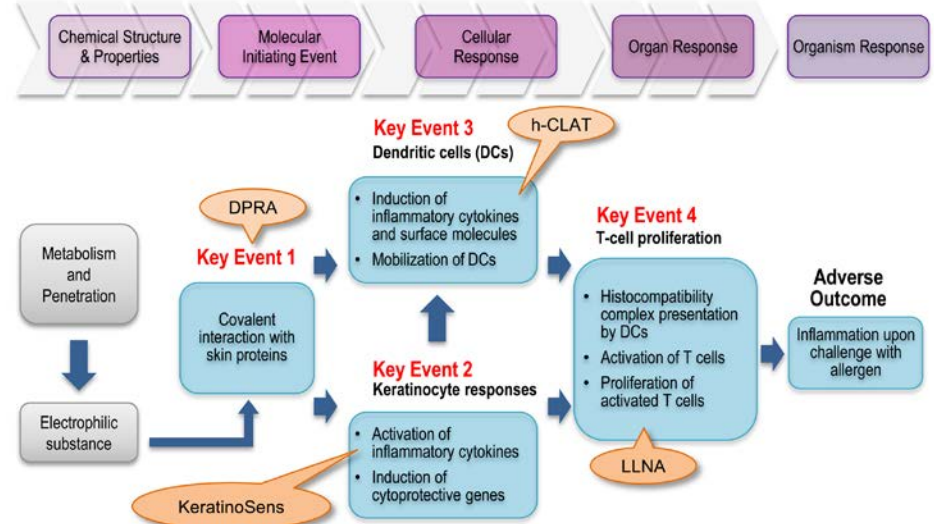 Chemical Structure
& Properties
Molecular
Initiating Event
Cellular
Response
Organ Response
Organism Response
Key Event 3
Dendritic cells (DCs)
h-CLAT
• Induction of
inflammatory cytokines
and surface molecules
• Mobilization of DCs
DPRA
Key Event 1
Covalent
interaction with
skin proteins
Metabolism
and
Penetration
Electrophilic
substance
Key Event 2
Keratinocyte responses
• Activation of
inflammatory cytokines
• Induction of
cytoprotective genes
KeratinoSens
Key Event 4
T-cell proliferation
• Histocompatibility
complex presentation
by DCs
• Activation of T cells
• Proliferation of
activated T cells
LLNA
Adverse
Outcome
Inflammation upon
challenge with
allergen